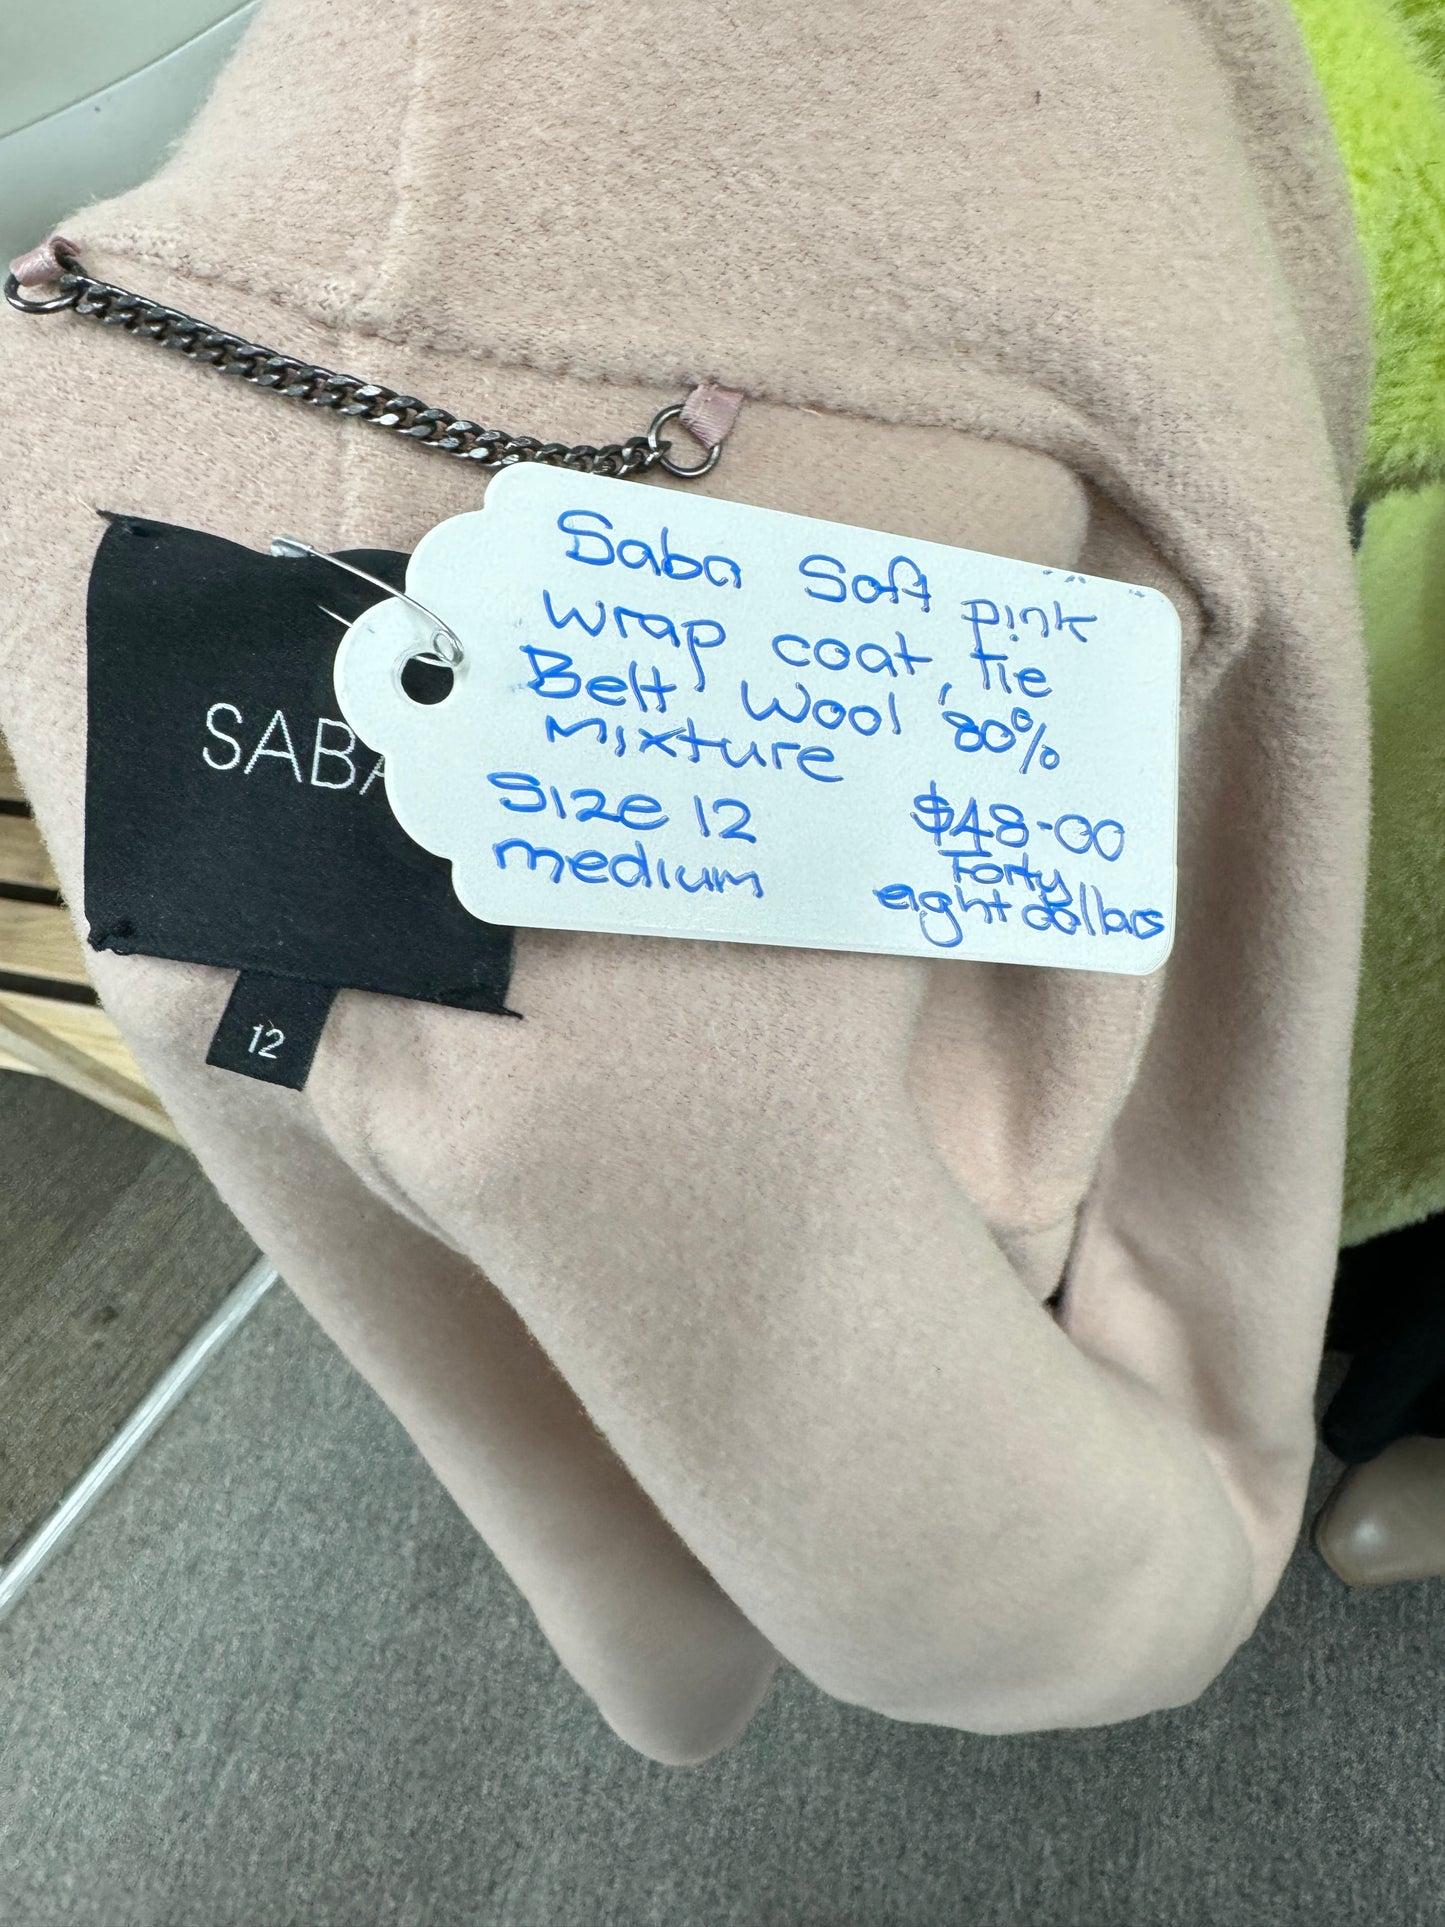 SABA
12
Saba Soft pink
wrap coat, tie
Belt, Wool 80%
mixture
Size 12 $48-00
medium Forty
eight dollars